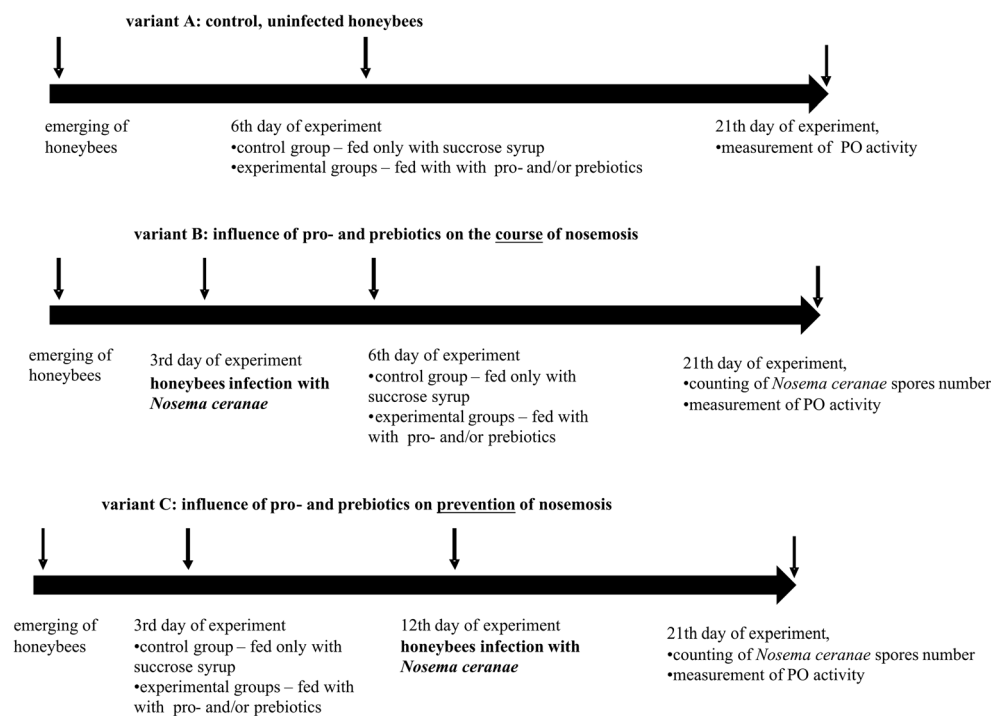 variant A: control, uninfected honeybees
emerging of
honeybees
6th day of experiment
•control group – fed only with succrose syrup
•experimental groups – fed with with pro- and/or prebiotics
21th day of experiment,
•measurement of PO activity
variant B: influence of pro- and prebiotics on the course of nosemosis
emerging of
honeybees
3rd day of experiment
honeybees infection with
Nosema ceranae
6th day of experiment
•control group – fed only with
succrose syrup
•experimental groups – fed with
with pro- and/or prebiotics
21th day of experiment,
•counting of Nosema ceranae spores number
•measurement of PO activity
variant C: influence of pro- and prebiotics on prevention of nosemosis
emerging of
honeybees
3rd day of experiment
•control group – fed only with
succrose syrup
•experimental groups – fed with
with pro- and/or prebiotics
12th day of experiment
honeybees infection with
Nosema ceranae
21th day of experiment,
•counting of Nosema ceranae spores number
•measurement of PO activity